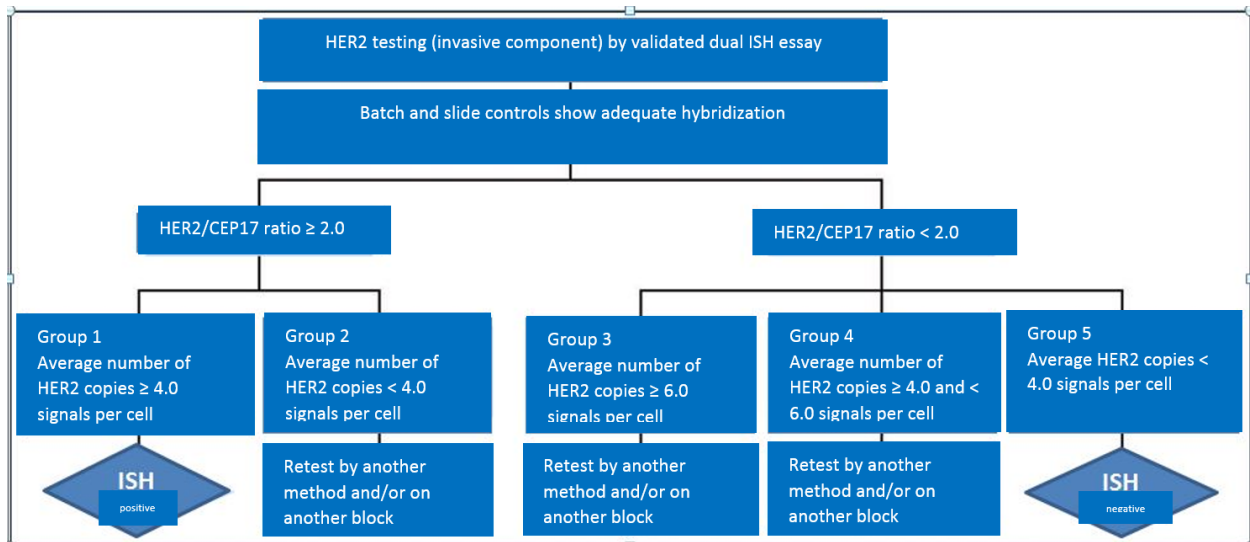 HER2 testing (invasive component) by validated dual ISH essay
Batch and slide controls show adequate hybridization
HER2/CEP17 ratio ≥ 2.0
HER2/CEP17 ratio < 2.0
Group 1
Average number of
HER2 copies ≥ 4.0
signals per cell
Group 2
Average number of
HER2 copies < 4.0
signals per cell
Group 3
Average number of
HER2 copies ≥ 6.0
signals per cell
Group 4
Average number of
HER2 copies ≥ 4.0 and <
6.0 signals per cell
Group 5
Average HER2 copies <
4.0 signals per cell
ISH
positive
Retest by another
method and/or on
another block
Retest by another
method and/or on
another block
Retest by another
method and/or on
another block
ISH
negative